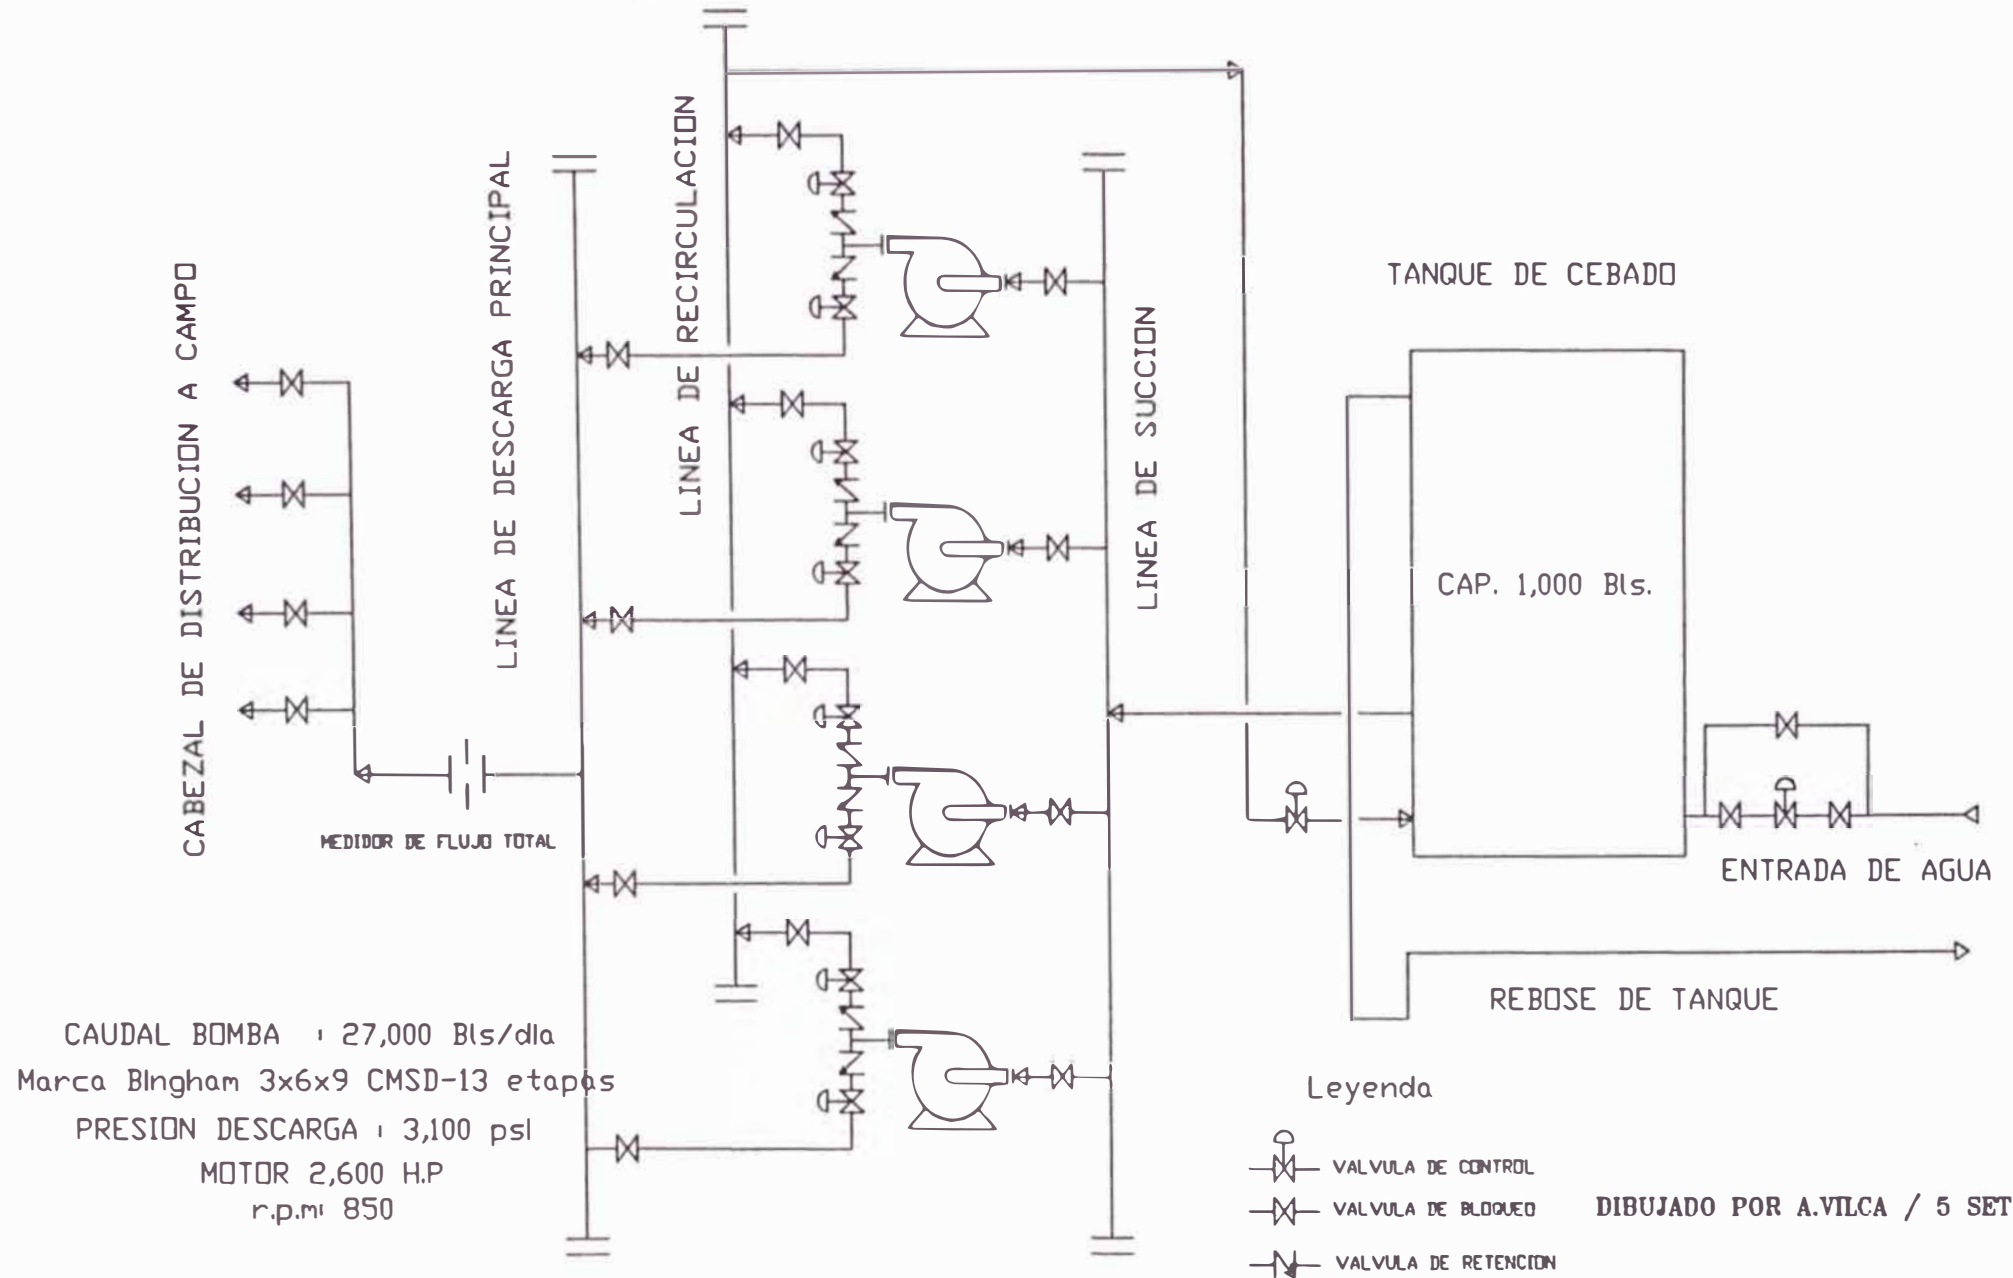 CABEZAL DE DISTRIBUCION A CAMPO
LINEA DE DESCARGA PRINCIPAL
LINEA DE RECIRCULACION
LINEA DE SUCCION
TANQUE DE CEBADO
CAP. 1,000 Bls.
ENTRADA DE AGUA
REBOSE DE TANQUE
MEDIDOR DE FLUJO TOTAL
CAUDAL BOMBA : 27,000 Bls/dia
Marca Bingham 3x6x9 CMSD-13 etapas
PRESION DESCARGA : 3,100 psi
MOTOR 2,600 H.P
r.p.m: 850
Leyenda
VALVULA DE CONTROL
VALVULA DE BLOQUEO
VALVULA DE RETENCION
DIBUJADO POR A.VILCA / 5 SET